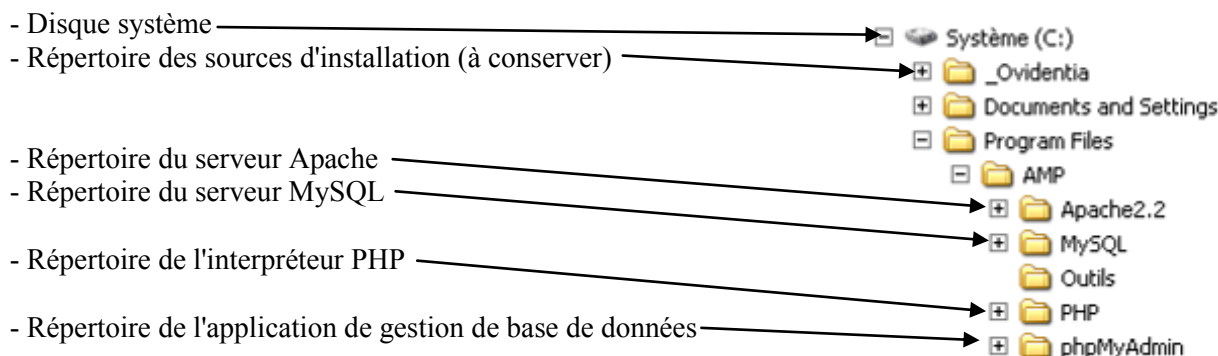 - Disque système
- Répertoire des sources d'installation (à conserver)
- Répertoire du serveur Apache
- Répertoire du serveur MySQL
- Répertoire de l'interpréteur PHP
- Répertoire de l'application de gestion de base de données
Système (C:)
_Ovidentia
Documents and Settings
Program Files
AMP
Apache2.2
MySQL
Outils
PHP
phpMyAdmin